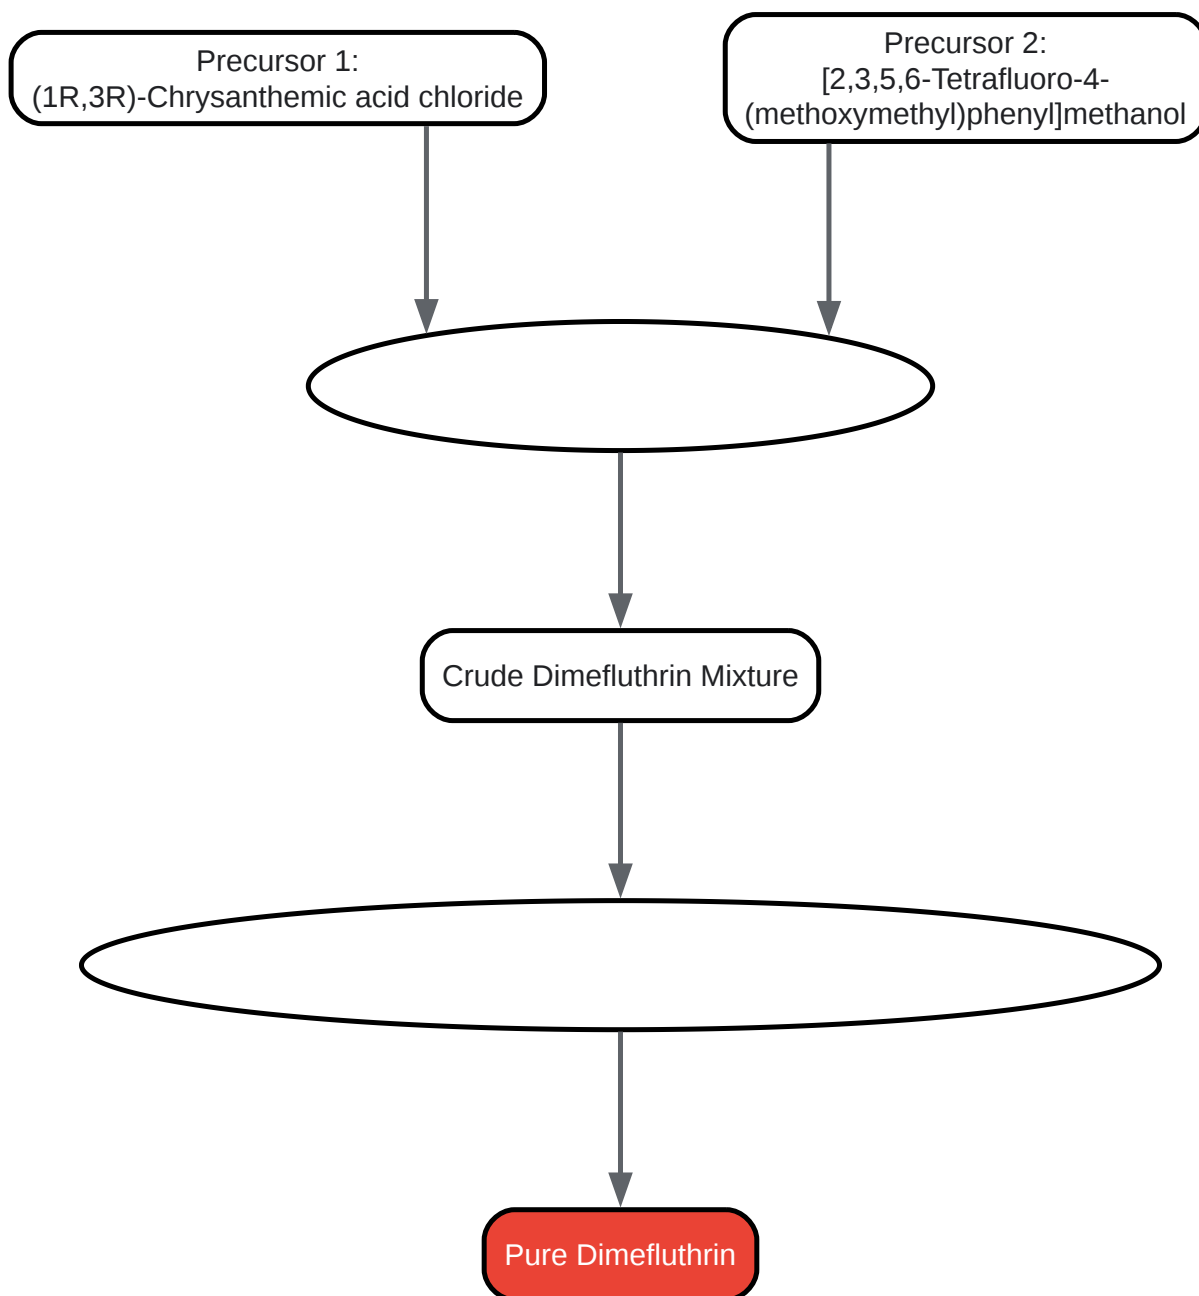 Precursor 1:
(1R,3R)-Chrysanthemic acid chloride
Precursor 2:
[2,3,5,6-Tetrafluoro-4-
(methoxymethyl)phenyl]methanol
Crude Dimefluthrin Mixture
Pure Dimefluthrin